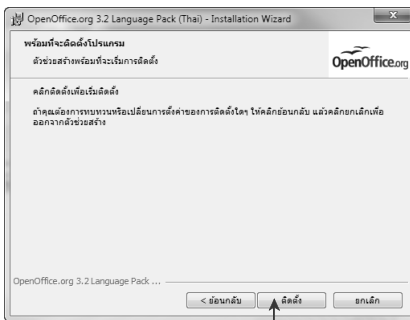 OpenOffice.org 3.2 Language Pack (Thai) - Installation Wizard
พร้อมที่จะติดตั้งโปรแกรม
ตัวช่วยสร้างพร้อมที่จะเริ่มการติดตั้ง
OpenOffice.org
คลิกติดตั้งเพื่อเริ่มติดตั้ง
ถ้าคุณต้องการทบทวนหรือเปลี่ยนการตั้งค่าของการติดตั้งใดๆ ให้คลิกย้อนกลับ แล้วคลิกยกเลิกเพื่อ
ออกจากตัวช่วยสร้าง
OpenOffice.org 3.2 Language Pack ...
< ย้อนกลับ
ติดตั้ง
ยกเลิก